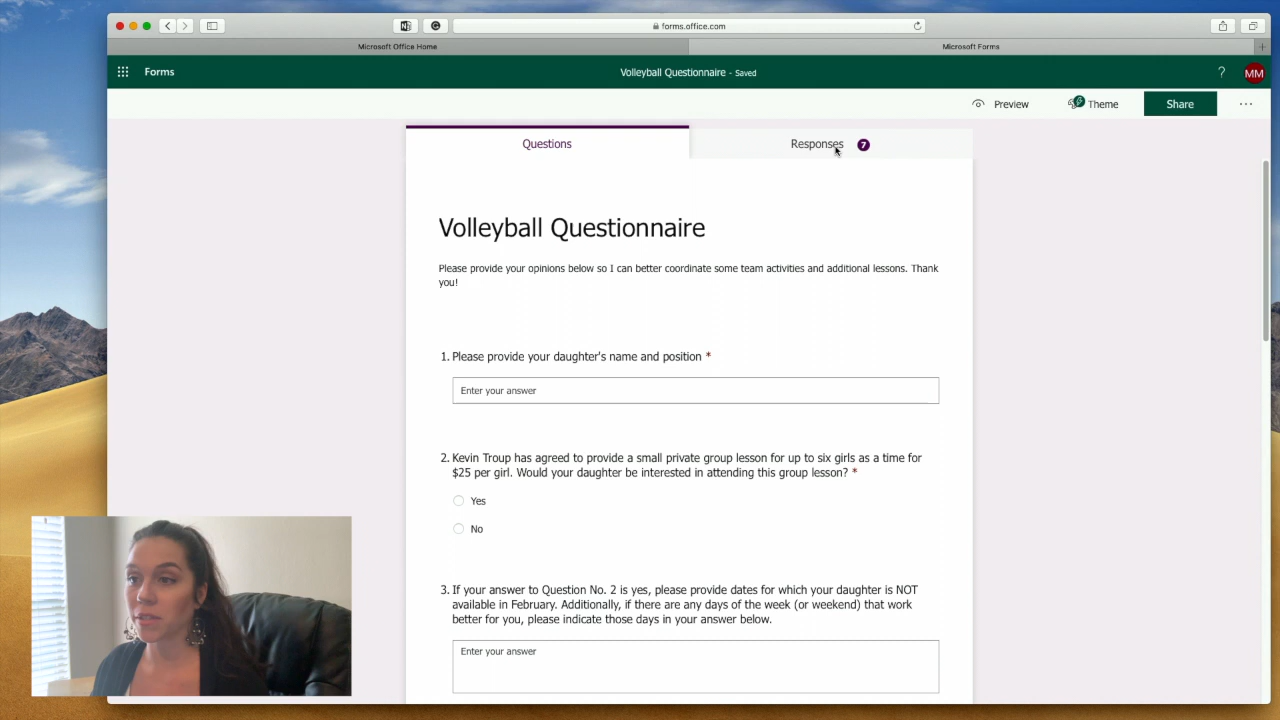 forms.office.com
Microsoft Office Home
Microsoft Forms
Forms
Volleyball Questionnaire - Saved
?
MM
Preview
Theme
Share
Questions
Responses 7
Volleyball Questionnaire
Please provide your opinions below so I can better coordinate some team activities and additional lessons. Thank
you!
1. Please provide your daughter's name and position *
Enter your answer
2. Kevin Troup has agreed to provide a small private group lesson for up to six girls as a time for
$25 per girl. Would your daughter be interested in attending this group lesson? *
Yes
No
3. If your answer to Question No. 2 is yes, please provide dates for which your daughter is NOT
available in February. Additionally, if there are any days of the week (or weekend) that work
better for you, please indicate those days in your answer below.
Enter your answer